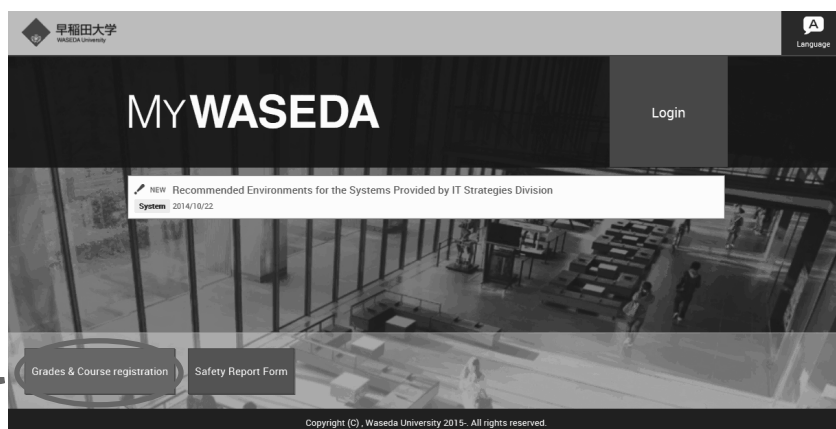 早稲田大学
WASEDA University
A
Language
MYWASEDA
Login
NEW Recommended Environments for the Systems Provided by IT Strategies Division
System 2014/10/22
Grades & Course registration
Safety Report Form
Copyright (C) , Waseda University 2015-. All rights reserved.